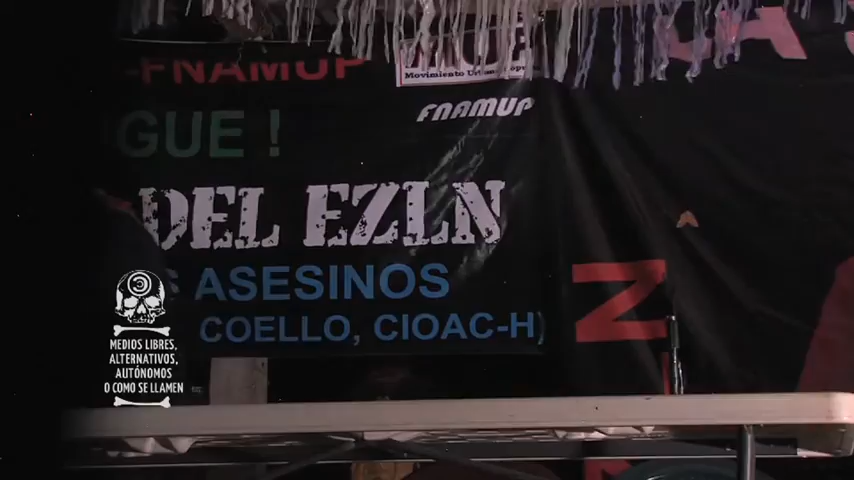 -FNAMUP
Movimiento Urbano
FNAMUP
GUE !
DEL EZLN
S ASESINOS
COELLO, CIOAC-H)
Z
MEDIOS LIBRES,
ALTERNATIVOS,
AUTÓNOMOS
O COMO SE LLAMEN